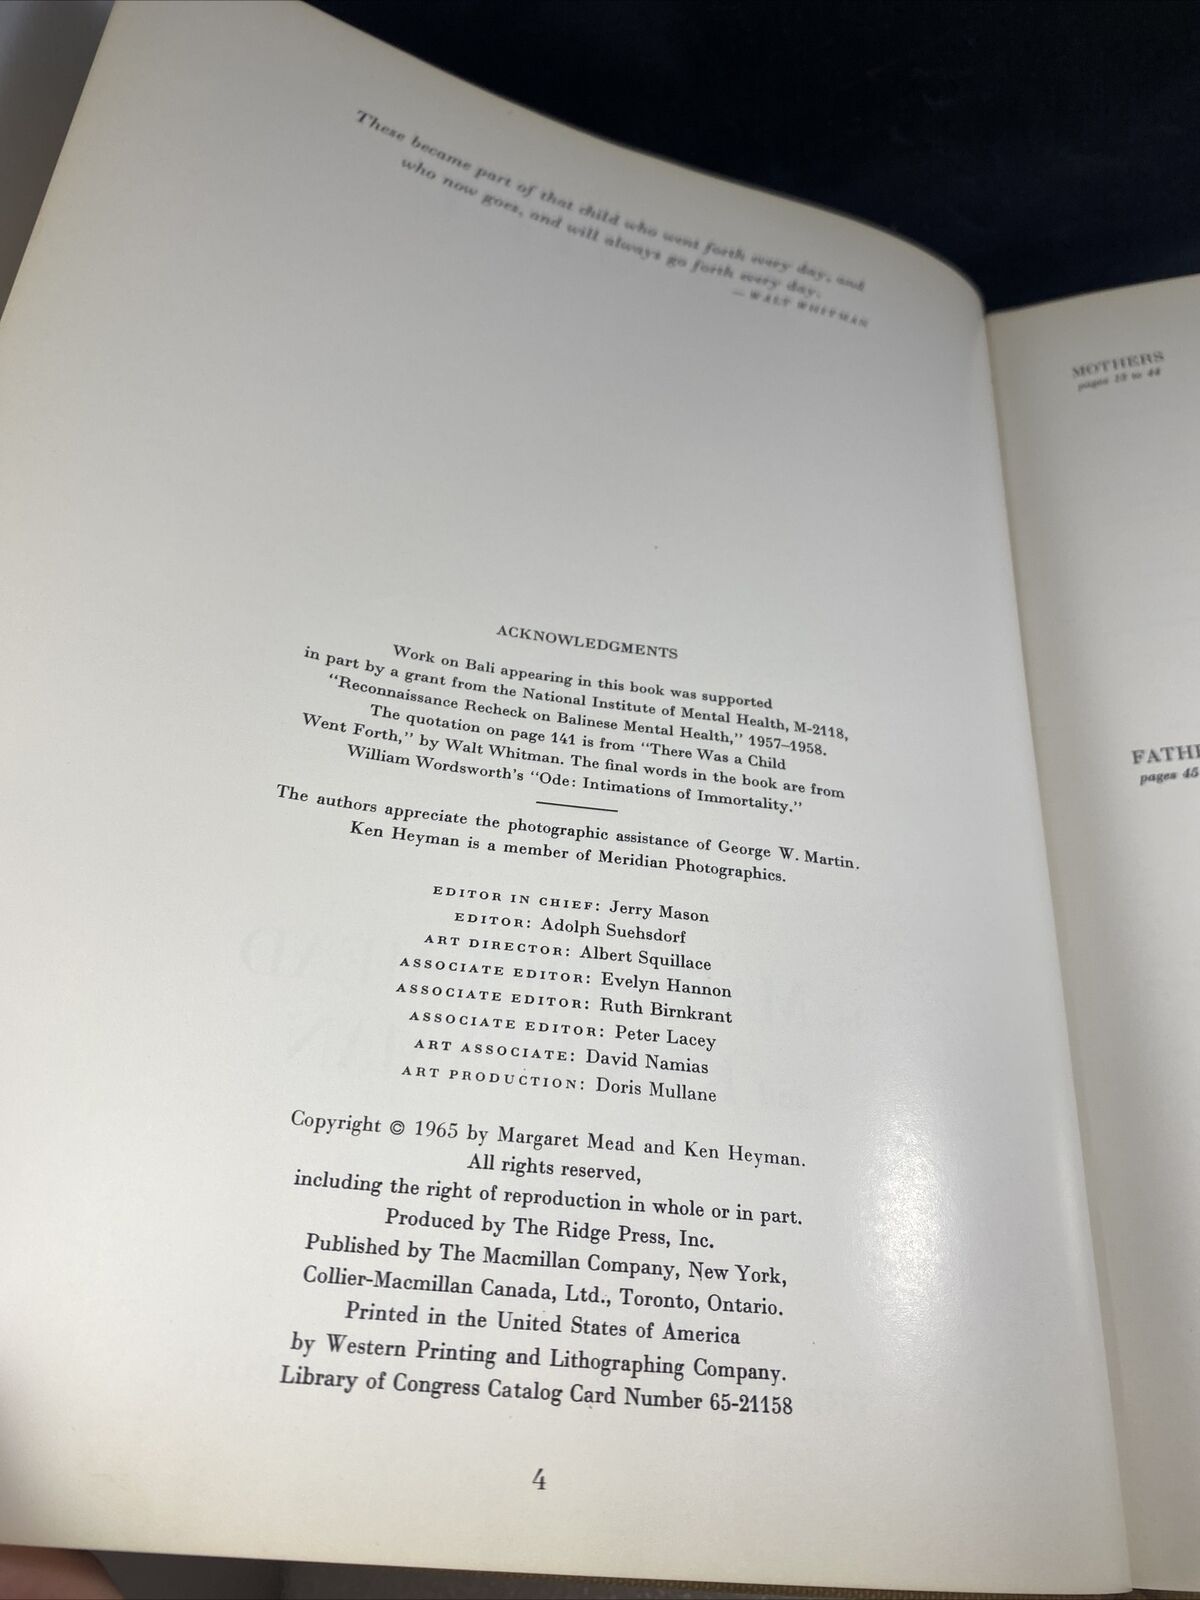 These became part of that child who went forth every day, and
who now goes, and will always go forth every day.
—WALT WHITMAN
ACKNOWLEDGMENTS
Work on Bali appearing in this book was supported
in part by a grant from the National Institute of Mental Health, M-2118,
"Reconnaissance Recheck on Balinese Mental Health," 1957–1958.
The quotation on page 141 is from "There Was a Child
Went Forth," by Walt Whitman. The final words in the book are from
William Wordsworth's "Ode: Intimations of Immortality."
The authors appreciate the photographic assistance of George W. Martin.
Ken Heyman is a member of Meridian Photographics.
EDITOR IN CHIEF: Jerry Mason
EDITOR: Adolph Suehsdorf
ART DIRECTOR: Albert Squillace
ASSOCIATE EDITOR: Evelyn Hannon
ASSOCIATE EDITOR: Ruth Birnkrant
ASSOCIATE EDITOR: Peter Lacey
ART ASSOCIATE: David Namias
ART PRODUCTION: Doris Mullane
Copyright © 1965 by Margaret Mead and Ken Heyman.
All rights reserved,
including the right of reproduction in whole or in part.
Produced by The Ridge Press, Inc.
Published by The Macmillan Company, New York,
Collier-Macmillan Canada, Ltd., Toronto, Ontario.
Printed in the United States of America
by Western Printing and Lithographing Company.
Library of Congress Catalog Card Number 65-21158
4
MOTHERS
pages 13 to 44
FATHE
pages 45